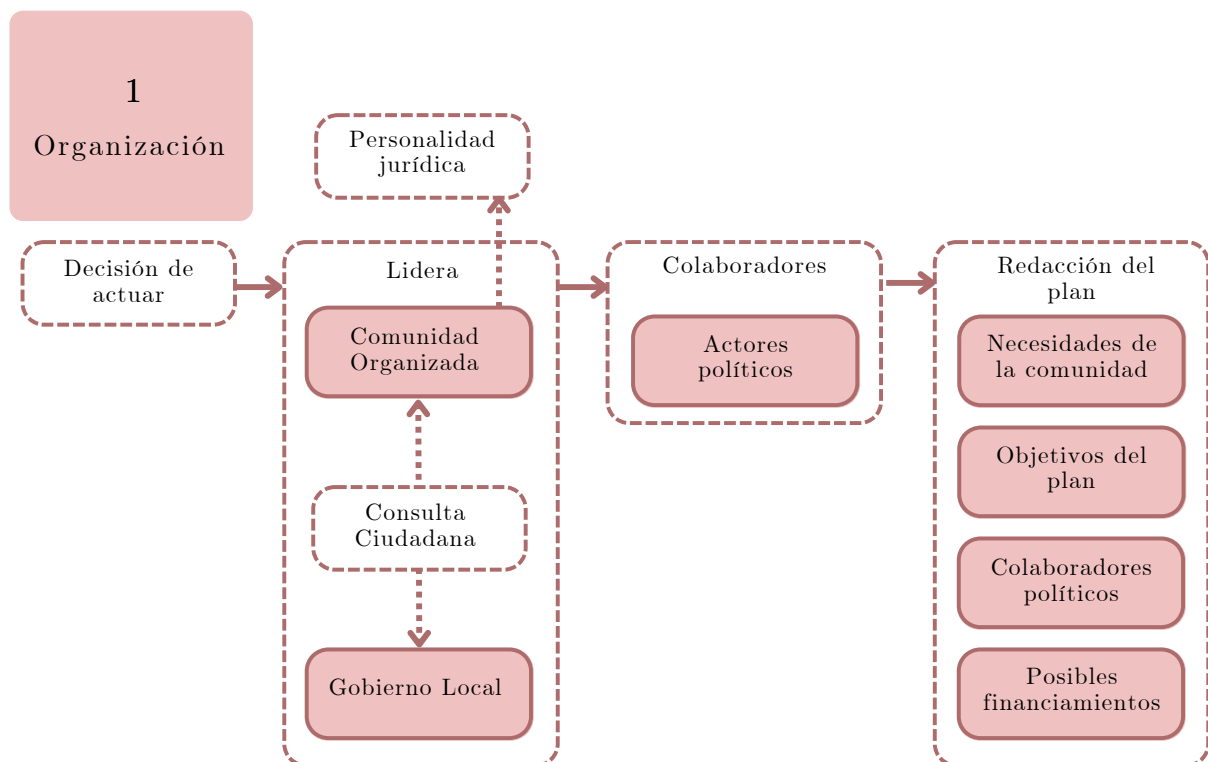 1
Organización
Personalidad
jurídica
Decisión de
actuar
Lidera
Comunidad
Organizada
Consulta
Ciudadana
Gobierno Local
Colaboradores
Actores
políticos
Redacción del
plan
Necesidades de
la comunidad
Objetivos del
plan
Colaboradores
políticos
Posibles
financiamientos